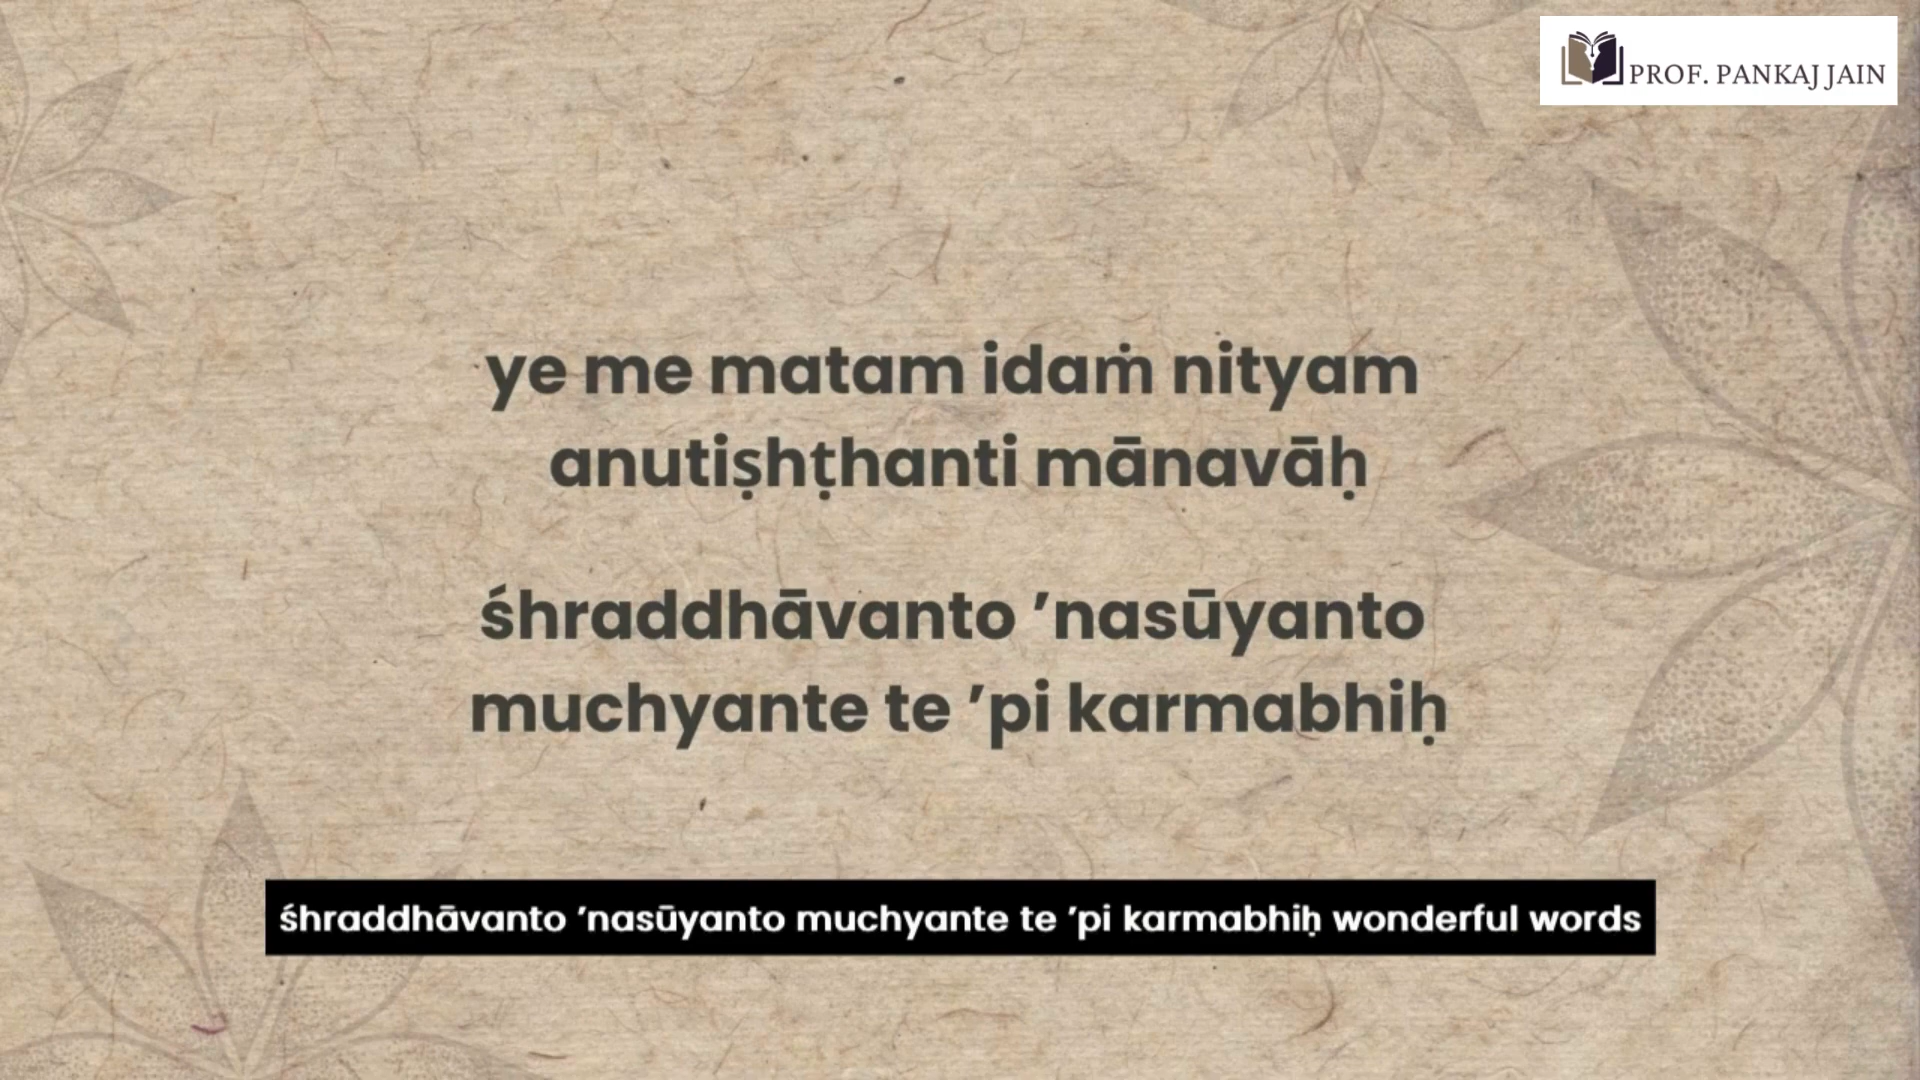 PROF. PANKAJ JAIN
ye me matam idaṁ nityam
anutiṣhṭhanti mānavāḥ
śhraddhāvanto ’nasūyanto
muchyante te ’pi karmabhiḥ
śhraddhāvanto ’nasūyanto muchyante te ’pi karmabhiḥ wonderful words